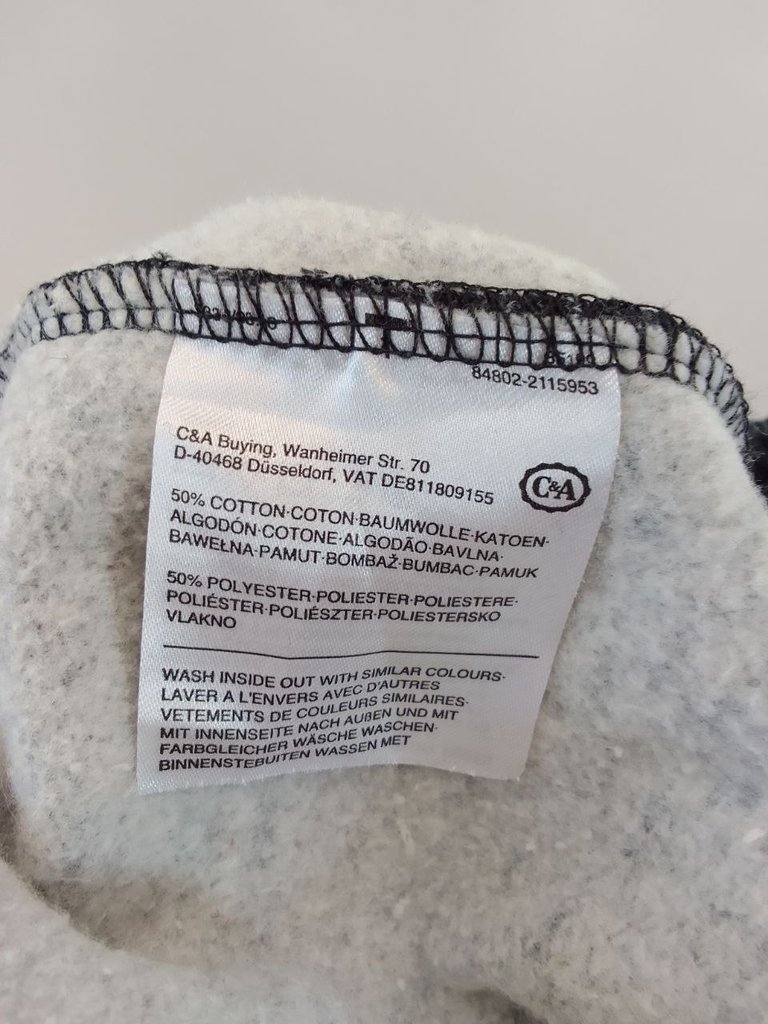 84802-2115953
C&A Buying, Wanheimer Str. 70
D-40468 Düsseldorf, VAT DE811809155
C&A
50% COTTON·COTON·BAUMWOLLE·KATOEN·
ALGODÓN·COTONE·ALGODÃO·BAVLNA·
BAWEŁNA·PAMUT·BOMBAŽ·BUMBAC·PAMUK
50% POLYESTER·POLIESTER·POLIESTERE·
POLIÉSTER·POLIÉSZTER·POLIESTERSKO
VLAKNO
WASH INSIDE OUT WITH SIMILAR COLOURS·
LAVER A L'ENVERS AVEC D'AUTRES
VETEMENTS DE COULEURS SIMILAIRES·
MIT INNENSEITE NACH AUßEN UND MIT
FARBGLEICHER WÄSCHE WASCHEN·
BINNENSTEBUITEN WASSEN MET